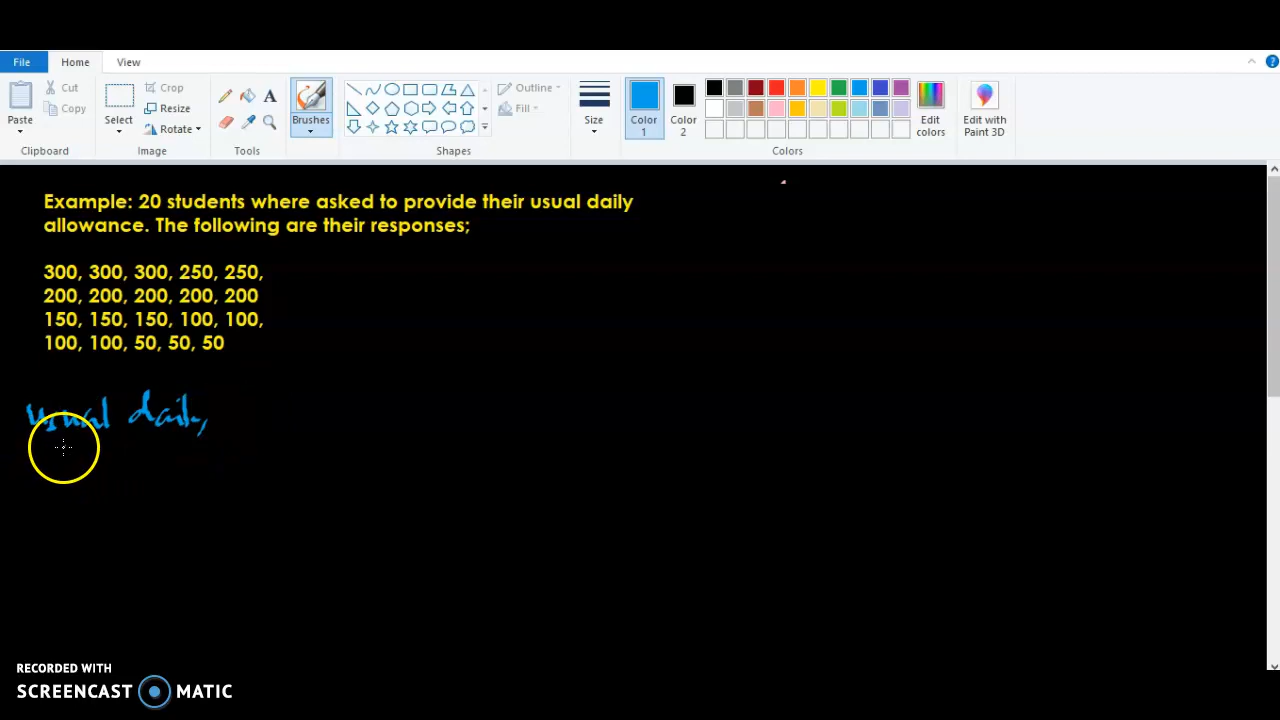 File Home View
Cut
Copy
Paste
Clipboard
Select
Crop
Resize
Rotate
Image
Tools
Brushes
Outline
Fill
Shapes
Size
Color 1
Color 2
Colors
Edit colors
Edit with Paint 3D
Example: 20 students where asked to provide their usual daily
allowance. The following are their responses;
300, 300, 300, 250, 250,
200, 200, 200, 200, 200
150, 150, 150, 100, 100,
100, 100, 50, 50, 50
usual daily
RECORDED WITH
SCREENCAST MATIC